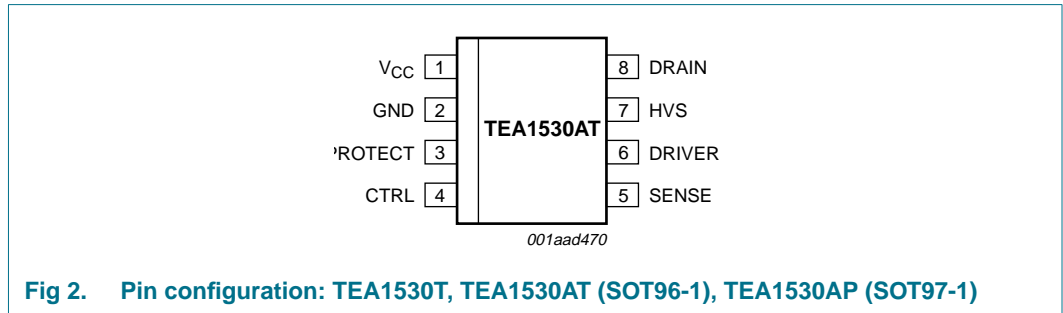 V_CC 1
8 DRAIN
GND 2
7 HVS
TEA1530AT
PROTECT 3
6 DRIVER
CTRL 4
5 SENSE
001aad470
Fig 2. Pin configuration: TEA1530T, TEA1530AT (SOT96-1), TEA1530AP (SOT97-1)